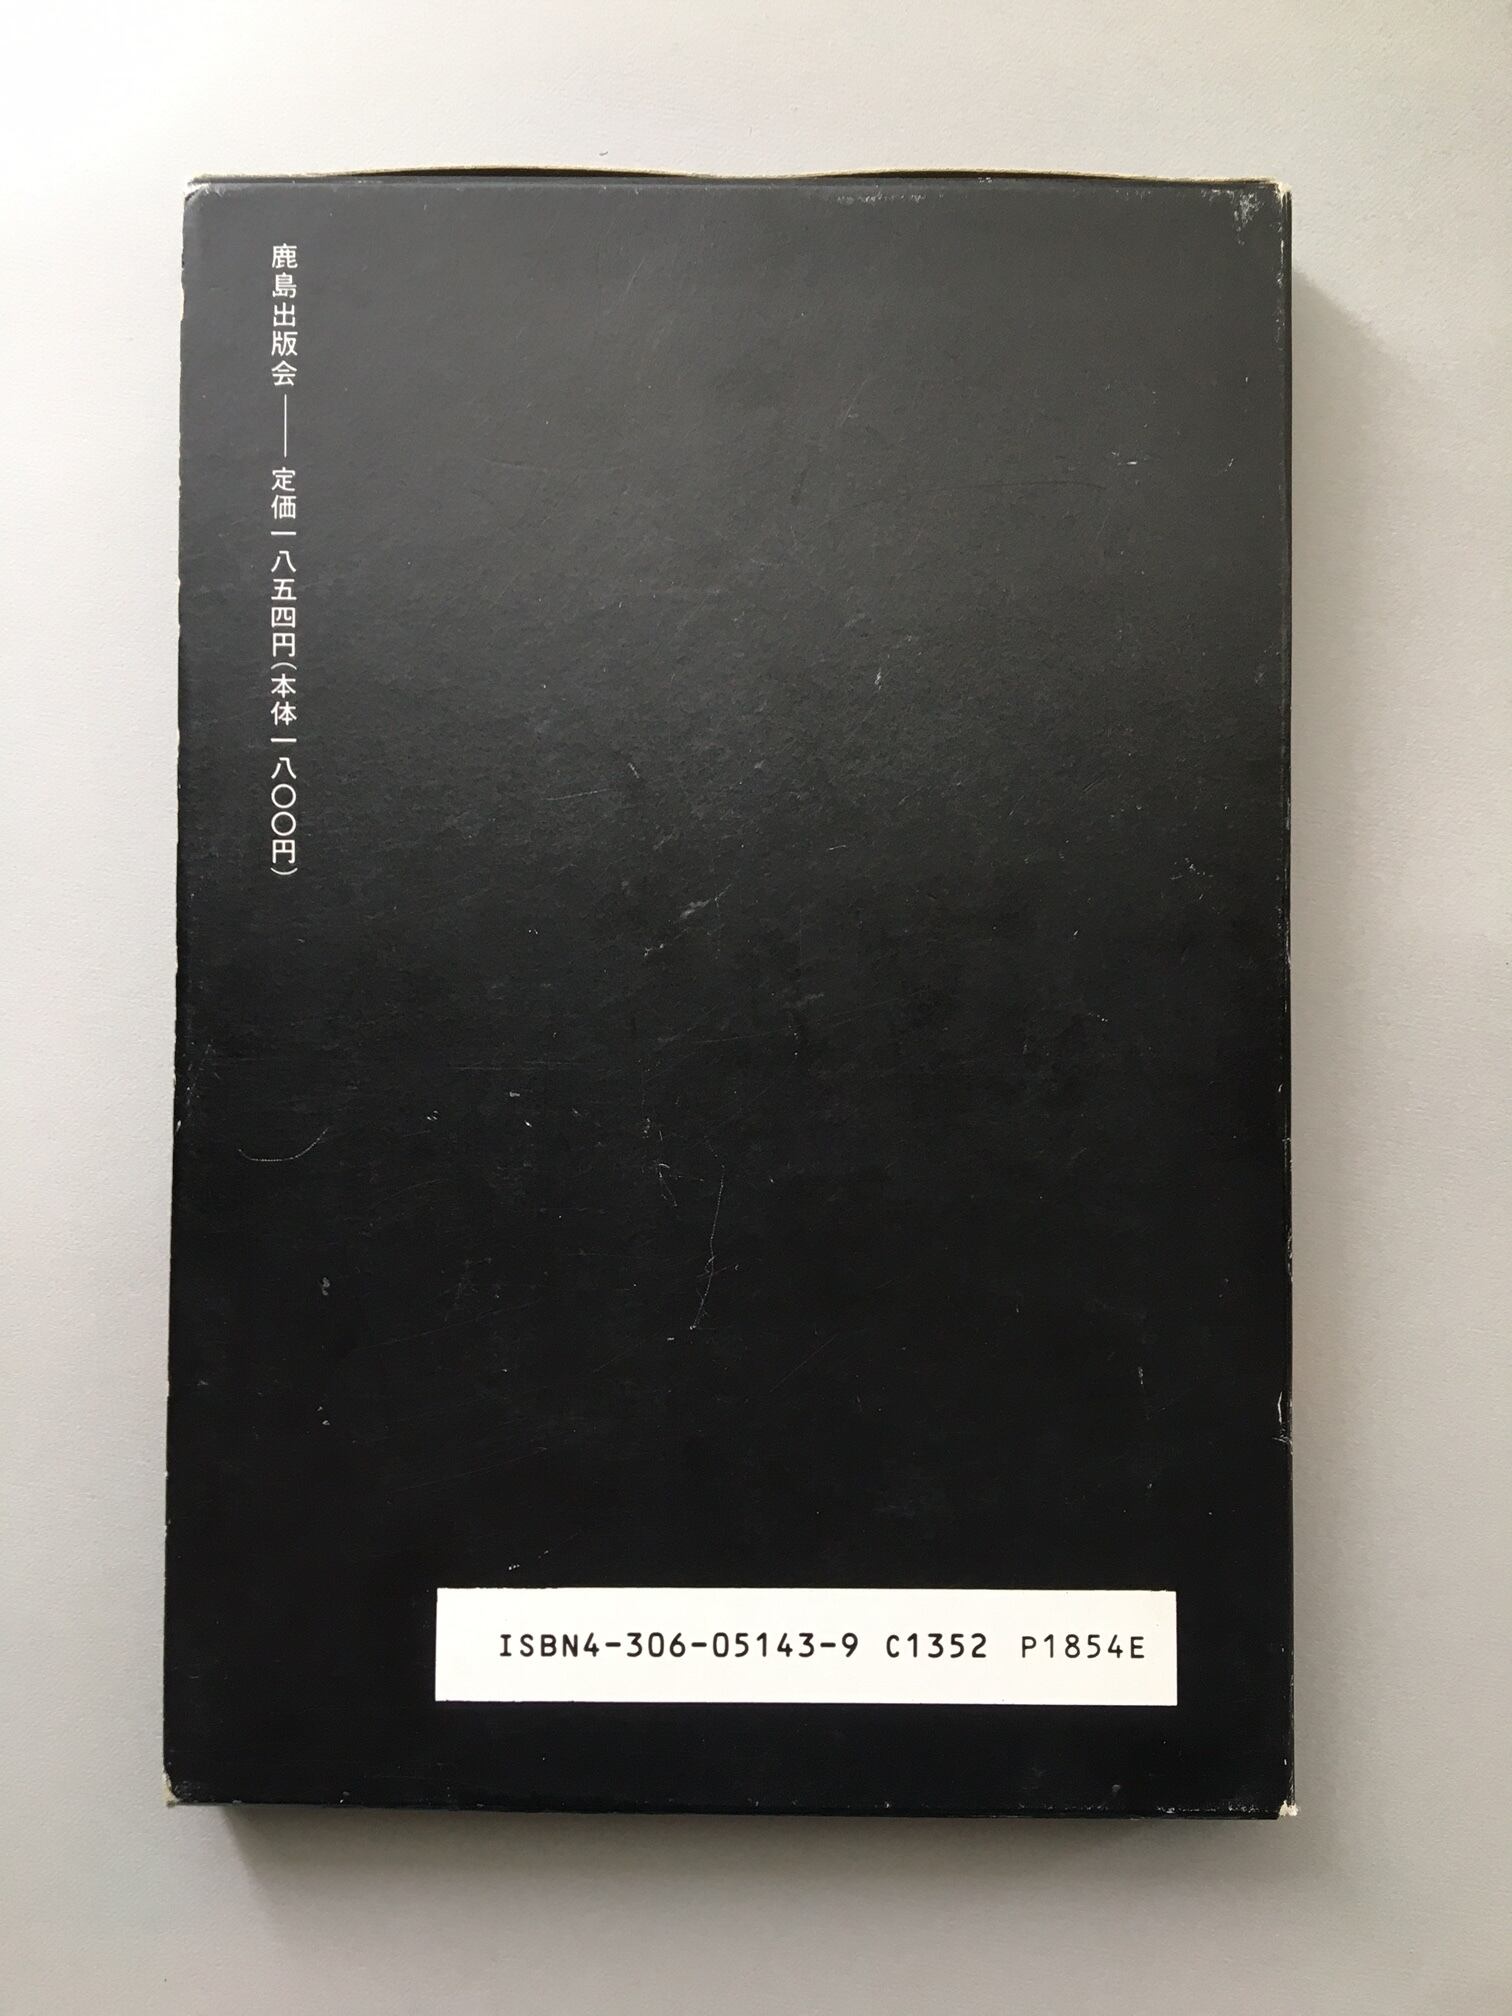 鹿島出版会――定価一八五四円(本体一八〇〇円)
ISBN4-306-05143-9 C1352 P1854E